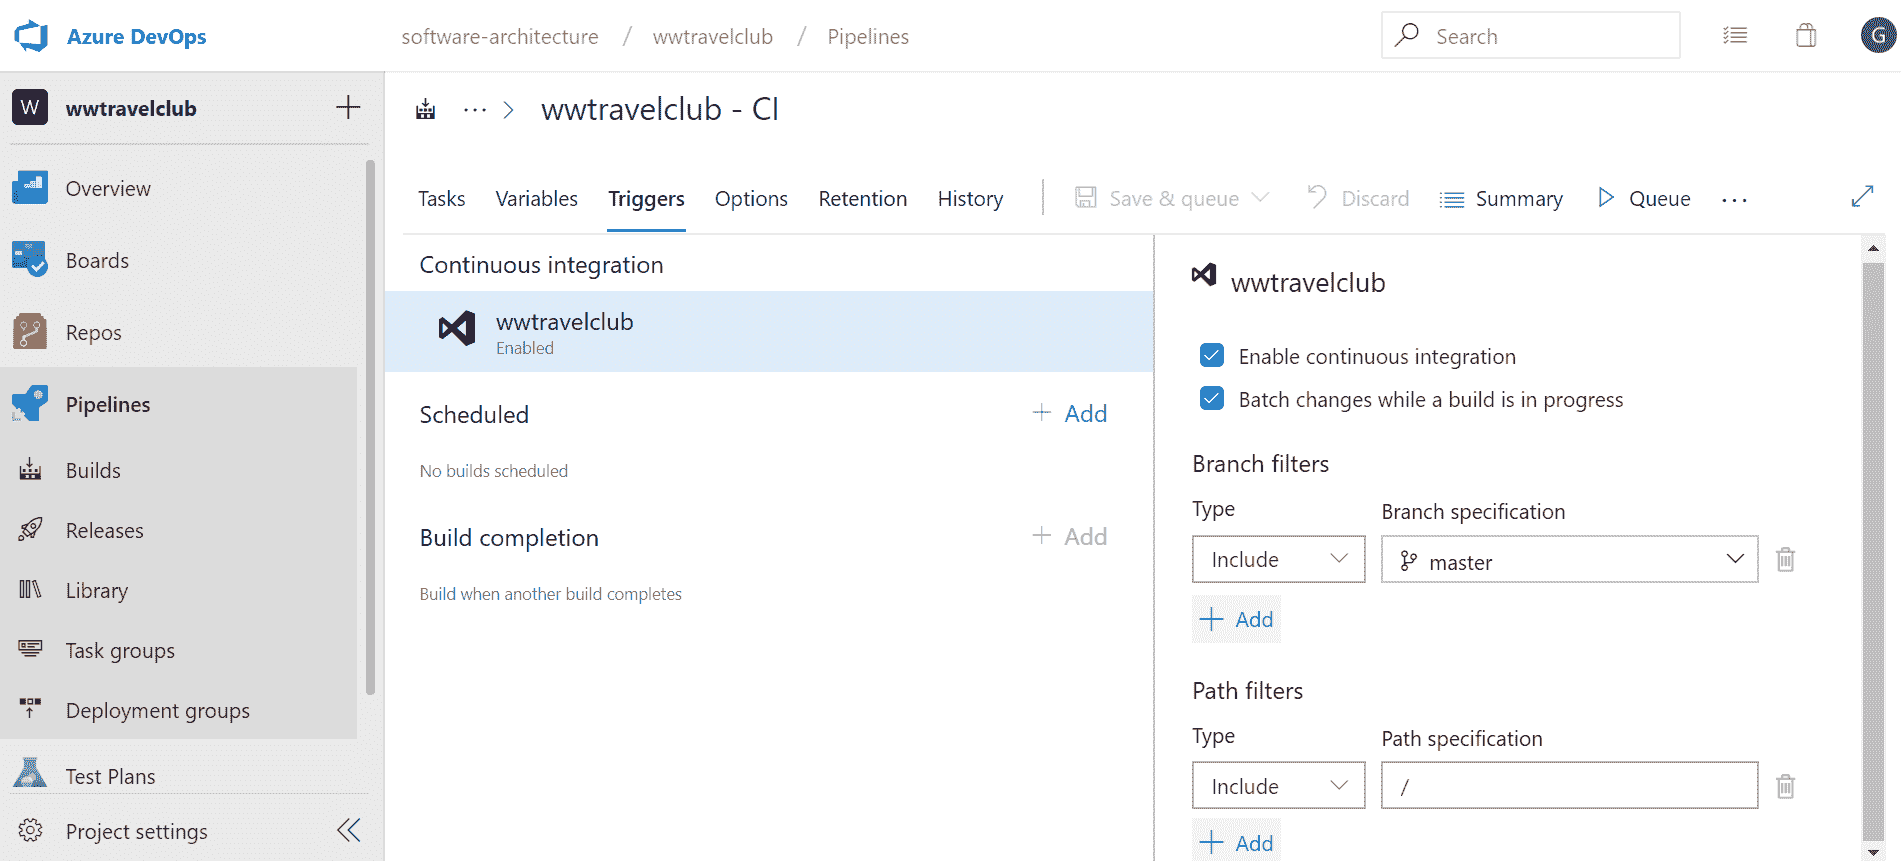 Azure DevOps
software-architecture / wwtravelclub / Pipelines
Search
G
W wwtravelclub
Overview
Boards
Repos
Pipelines
Builds
Releases
Library
Task groups
Deployment groups
Test Plans
Project settings
... > wwtravelclub - CI
Tasks Variables Triggers Options Retention History Save & queue Discard Summary Queue ...
Continuous integration
wwtravelclub
Enabled
Scheduled
+ Add
No builds scheduled
Build completion
+ Add
Build when another build completes
wwtravelclub
Enable continuous integration
Batch changes while a build is in progress
Branch filters
Type Branch specification
Include master
+ Add
Path filters
Type Path specification
Include /
+ Add